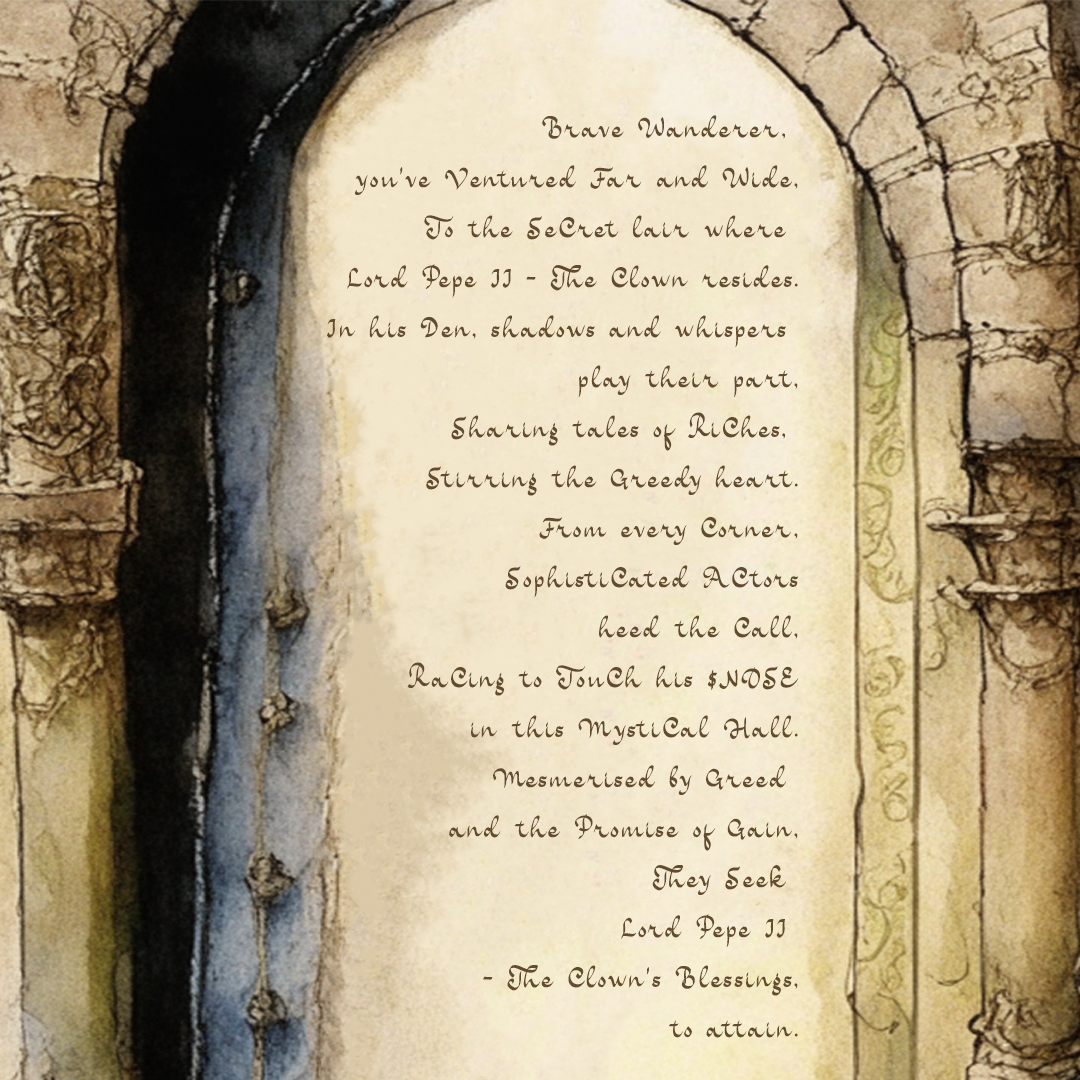 Brave Wanderer,
you've Ventured Far and Wide,
To the SeCret lair where
Lord Pepe II - The Clown resides.
In his Den, shadows and whispers
play their part,
Sharing tales of RiChes,
Stirring the Greedy heart.
From every Corner,
SophistiCated ACtors
heed the Call,
RaCing to TouCh his $NOSE
in this MystiCal Hall.
Mesmerised by Greed
and the Promise of Gain,
They Seek
Lord Pepe II
- The Clown's Blessings,
to attain.